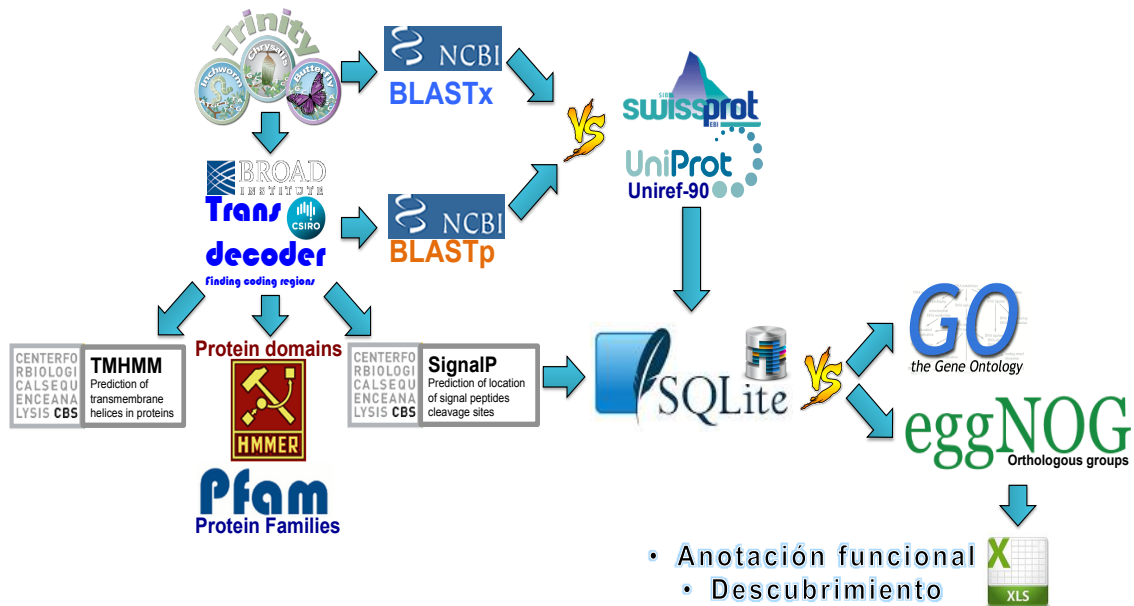 Trinity
Inchworm
Chrysalis
Butterfly
NCBI
BLASTx
VS
SIB
swissprot
EBI
UniProt
Uniref-90
BROAD
INSTITUTE
Trans
CSIRO
decoder
Finding coding regions
NCBI
BLASTp
CENTERFO
RBIOLOGI
CALSEQU
ENCEANA
LYSIS CBS
TMHMM
Prediction of
transmembrane
helices in proteins
Protein domains
HMMER
Pfam
Protein Families
CENTERFO
RBIOLOGI
CALSEQU
ENCEANA
LYSIS CBS
SignalP
Prediction of location
of signal peptides
cleavage sites
SQLite
VS
GO
the Gene Ontology
eggNOG
Orthologous groups
• Anotación funcional
• Descubrimiento
X
XLS